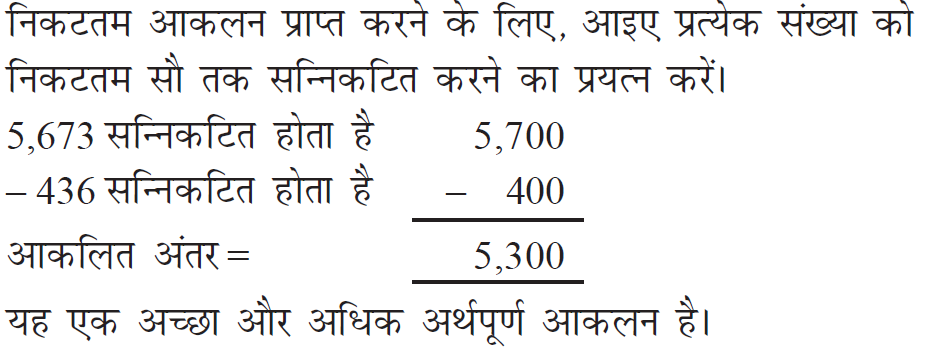 निकटतम आकलन प्राप्त करने के लिए, आइए प्रत्येक संख्या को
निकटतम सौ तक सन्निकटित करने का प्रयत्न करें।
5,673 सन्निकटित होता है 5,700
– 436 सन्निकटित होता है – 400
आकलित अंतर = 5,300
यह एक अच्छा और अधिक अर्थपूर्ण आकलन है।